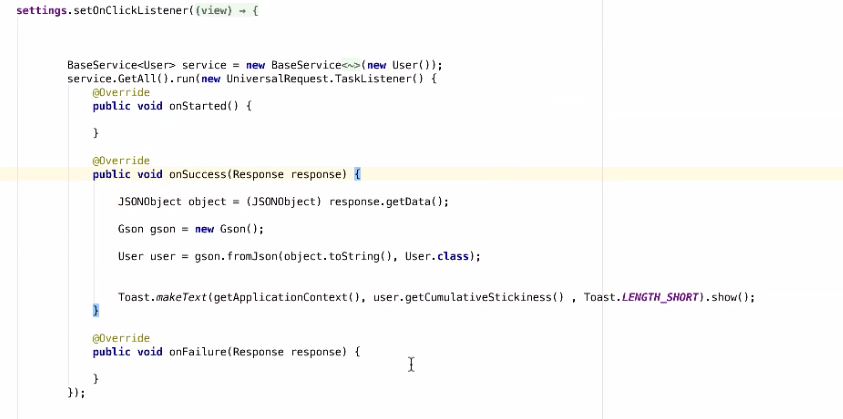 settings.setOnClickListener((view) → {
BaseService<User> service = new BaseService<~>(new User());
service.GetAll().run(new UniversalRequest.TaskListener() {
@Override
public void onStarted() {
}
@Override
public void onSuccess(Response response) {
JSONObject object = (JSONObject) response.getData();
Gson gson = new Gson();
User user = gson.fromJson(object.toString(), User.class);
Toast.makeText(getApplicationContext(), user.getCumulativeStickiness() , Toast.LENGTH_SHORT).show();
}
@Override
public void onFailure(Response response) {
}
});